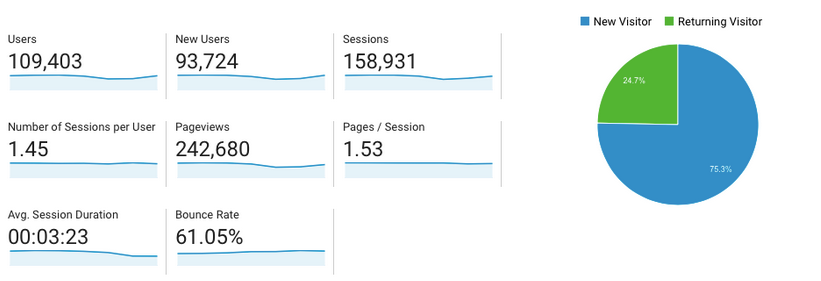 New Visitor
Returning Visitor
Users
109,403
New Users
93,724
Sessions
158,931
Number of Sessions per User
1.45
Pageviews
242,680
Pages / Session
1.53
Avg. Session Duration
00:03:23
Bounce Rate
61.05%
24.7%
75.3%